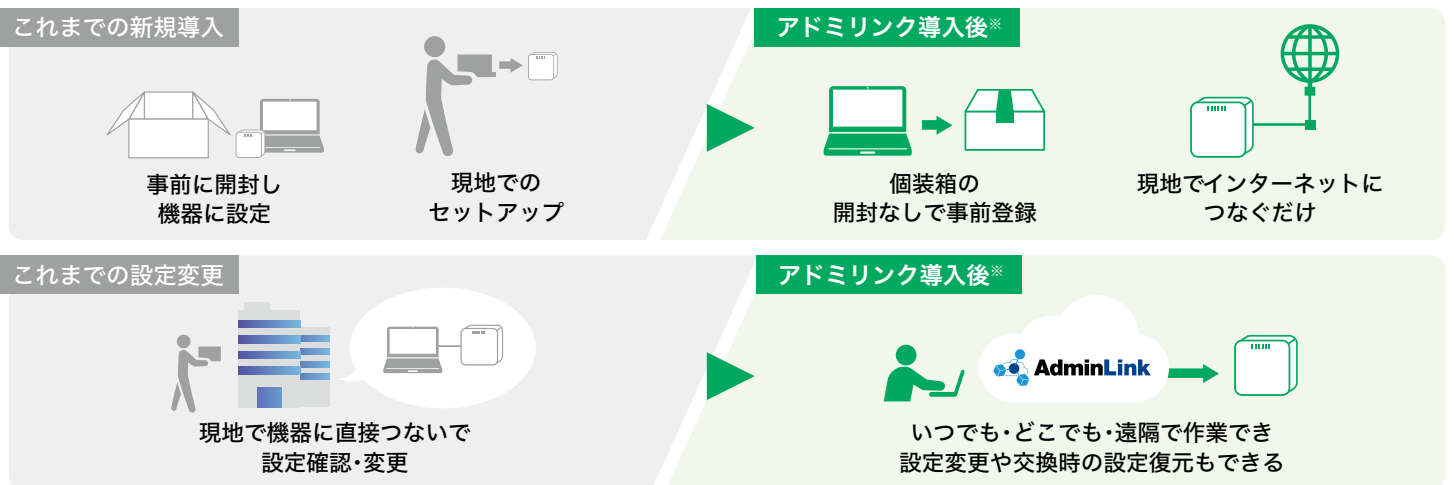 これまでの新規導入
事前に開封し
機器に設定
現地での
セットアップ
アドミリンク導入後※
個装箱の
開封なしで事前登録
現地でインターネットに
つなぐだけ
これまでの設定変更
現地で機器に直接つないで
設定確認・変更
アドミリンク導入後※
AdminLink
いつでも・どこでも・遠隔で作業でき
設定変更や交換時の設定復元もできる